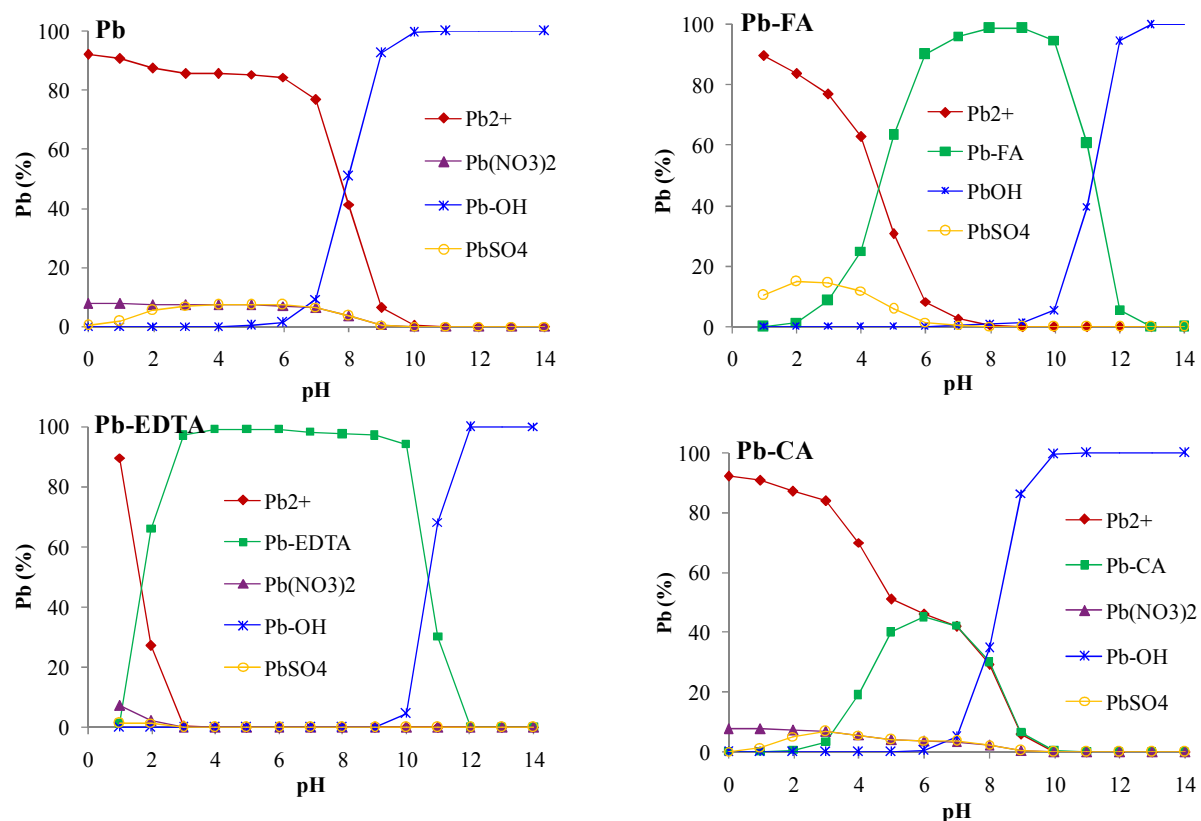 Pb
Pb (%)
100
80
60
40
20
0
Pb2+
Pb(NO3)2
Pb-OH
PbSO4
0 2 4 6 8 10 12 14
pH
Pb-FA
Pb (%)
100
80
60
40
20
0
Pb2+
Pb-FA
PbOH
PbSO4
0 2 4 6 8 10 12 14
pH
Pb-EDTA
Pb (%)
100
80
60
40
20
0
Pb2+
Pb-EDTA
Pb(NO3)2
Pb-OH
PbSO4
0 2 4 6 8 10 12 14
pH
Pb-CA
Pb (%)
100
80
60
40
20
0
Pb2+
Pb-CA
Pb(NO3)2
Pb-OH
PbSO4
0 2 4 6 8 10 12 14
pH